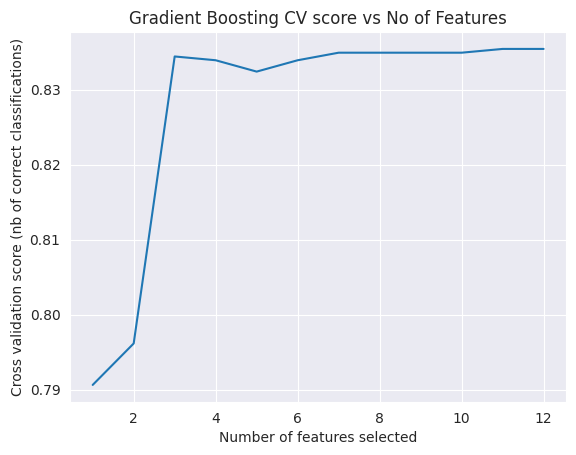 Gradient Boosting CV score vs No of Features
Cross validation score (nb of correct classifications)
0.83
0.82
0.81
0.80
0.79
2 4 6 8 10 12
Number of features selected